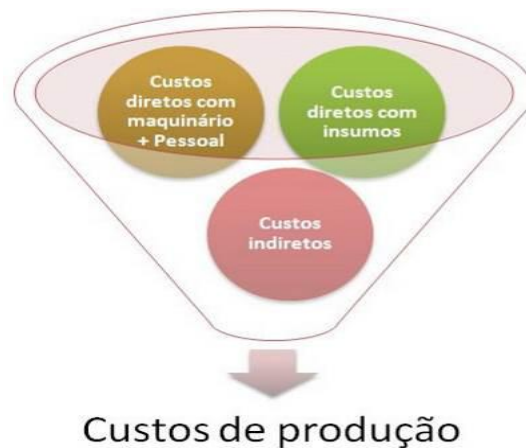 Custos
diretos com
maquinário
+ Pessoal
Custos
diretos com
insumos
Custos
indiretos
Custos de produção